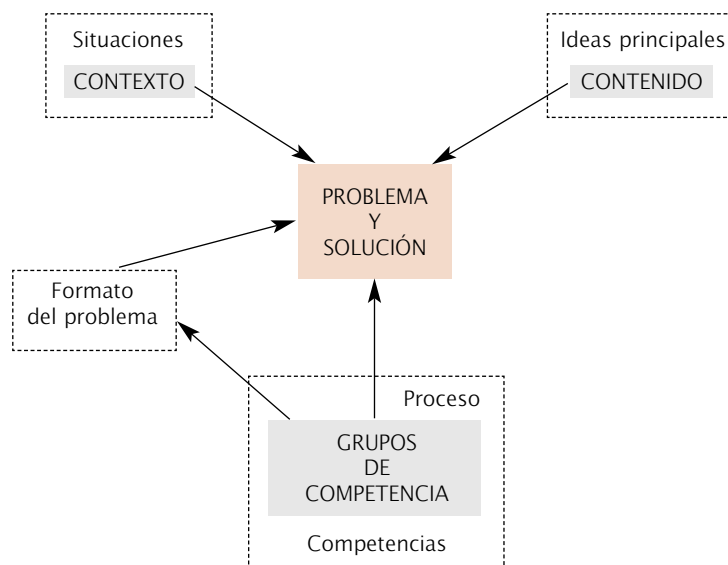 Situaciones
CONTEXTO
Ideas principales
CONTENIDO
PROBLEMA
Y
SOLUCIÓN
Formato
del problema
Proceso
GRUPOS
DE
COMPETENCIA
Competencias